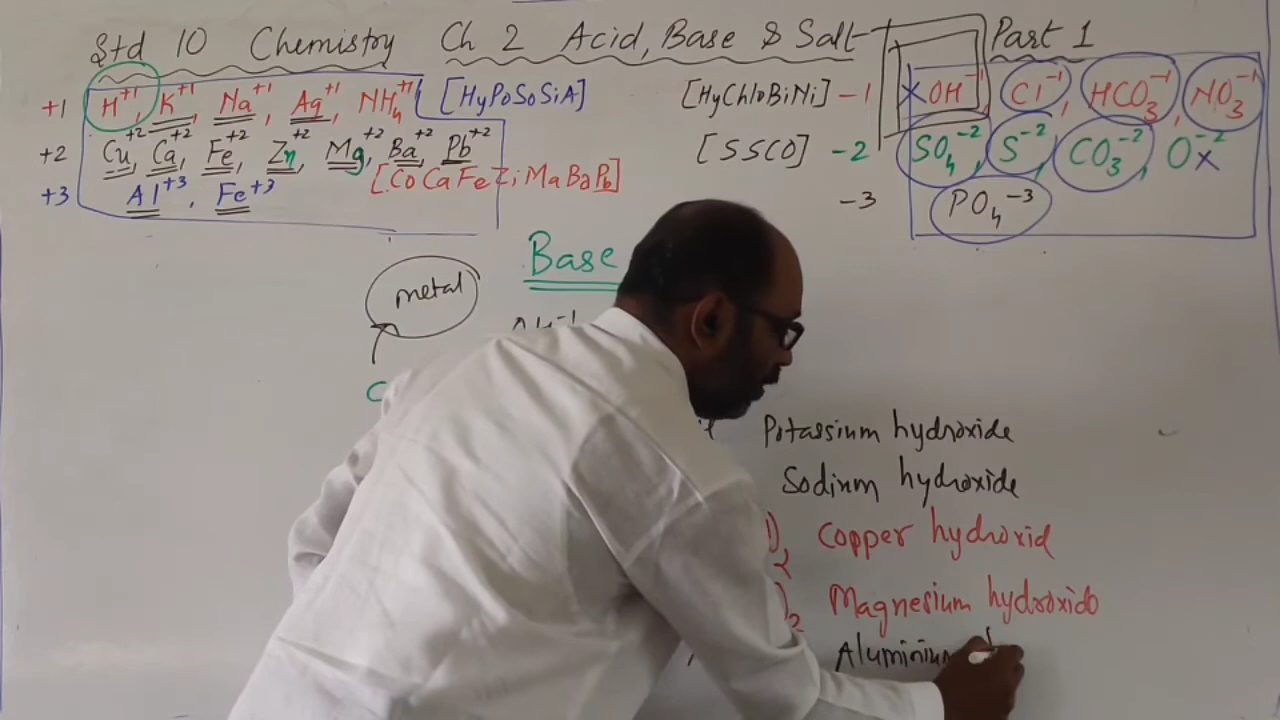 Std 10 Chemistry Ch 2 Acid, Base & Salt Part 1
+1 H⁺¹, K⁺¹, Na⁺¹, Ag⁺¹, NH₄⁺¹ [HyPoSoSiA] [HyChloBiNi] -1 ×OH⁻¹, Cl⁻¹, HCO₃⁻¹, NO₃⁻¹
+2 Cu⁺², Ca⁺², Fe⁺², Zn⁺², Mg⁺², Ba⁺², Pb⁺² [SSCO] -2 SO₄⁻², S⁻², CO₃⁻², O⁻²×
[CoCaFeZiMaBaPb]
+3 Al⁺³, Fe⁺³ -3 PO₄⁻³
Base
metal
Potassium hydroxide
Sodium hydroxide
)₂ Copper hydroxid
)₂ Magnesium hydroxido
Aluminium